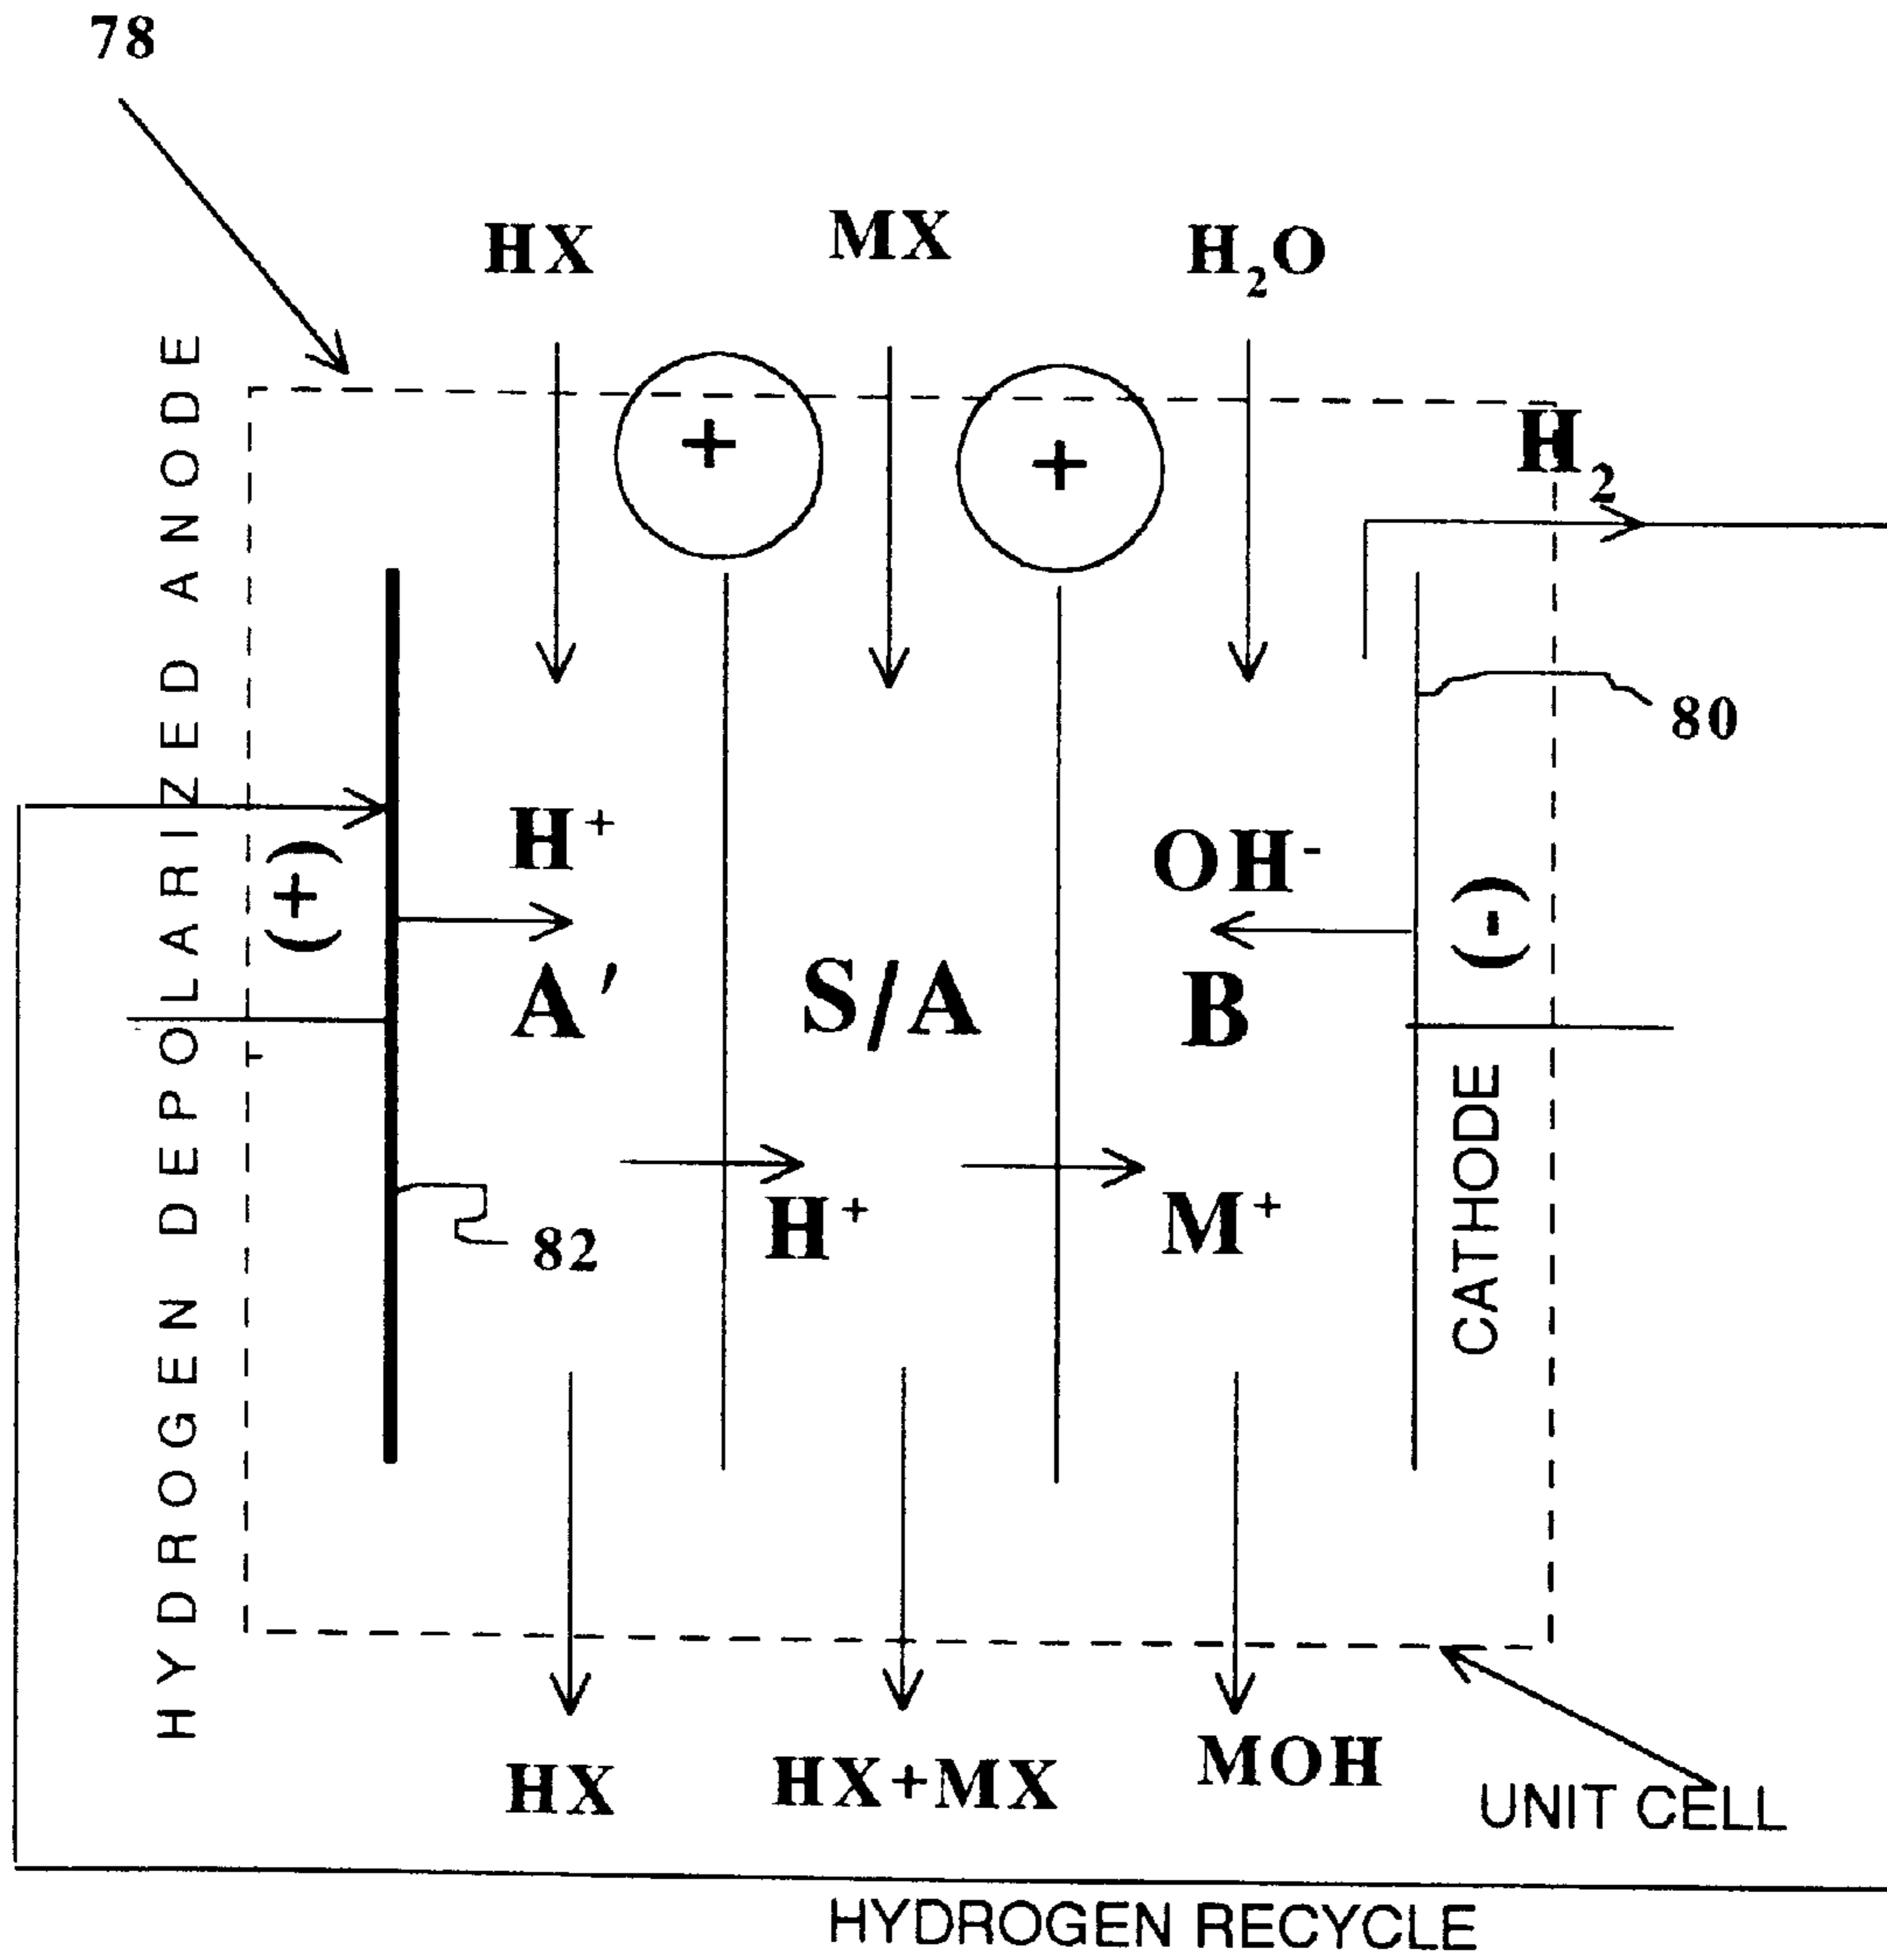 78
HX
MX
H₂O
+
+
H₂
80
HYDROGEN DEPOLARIZED ANODE
(+)
H⁺
OH⁻
(-)
A'
S/A
B
82
H⁺
M⁺
CATHODE
HX
HX+MX
MOH
UNIT CELL
HYDROGEN RECYCLE